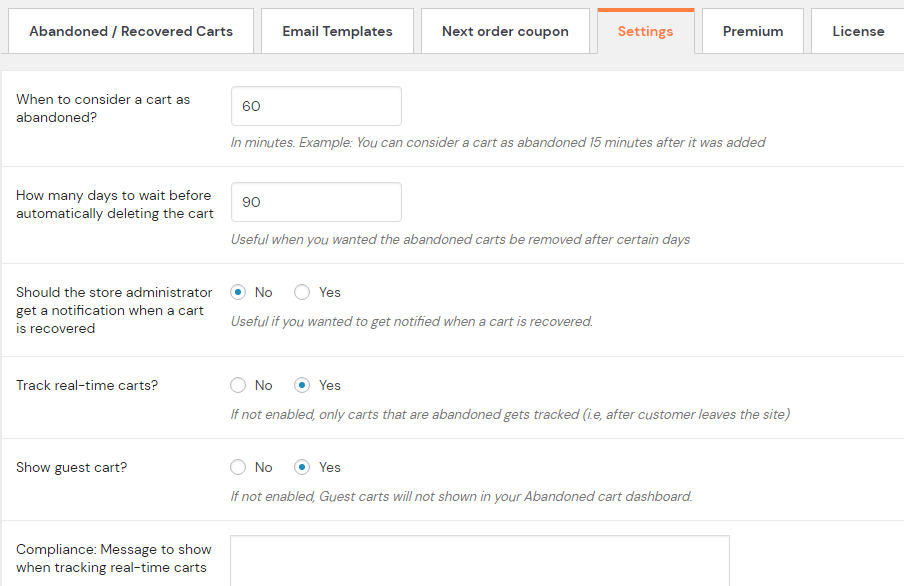 Abandoned / Recovered Carts Email Templates Next order coupon Settings Premium License
When to consider a cart as
abandoned?
60
In minutes. Example: You can consider a cart as abandoned 15 minutes after it was added
How many days to wait before
automatically deleting the cart
90
Useful when you wanted the abandoned carts be removed after certain days
Should the store administrator
get a notification when a cart
is recovered
No Yes
Useful if you wanted to get notified when a cart is recovered.
Track real-time carts?
No Yes
If not enabled, only carts that are abandoned gets tracked (i.e, after customer leaves the site)
Show guest cart?
No Yes
If not enabled, Guest carts will not shown in your Abandoned cart dashboard.
Compliance: Message to show
when tracking real-time carts